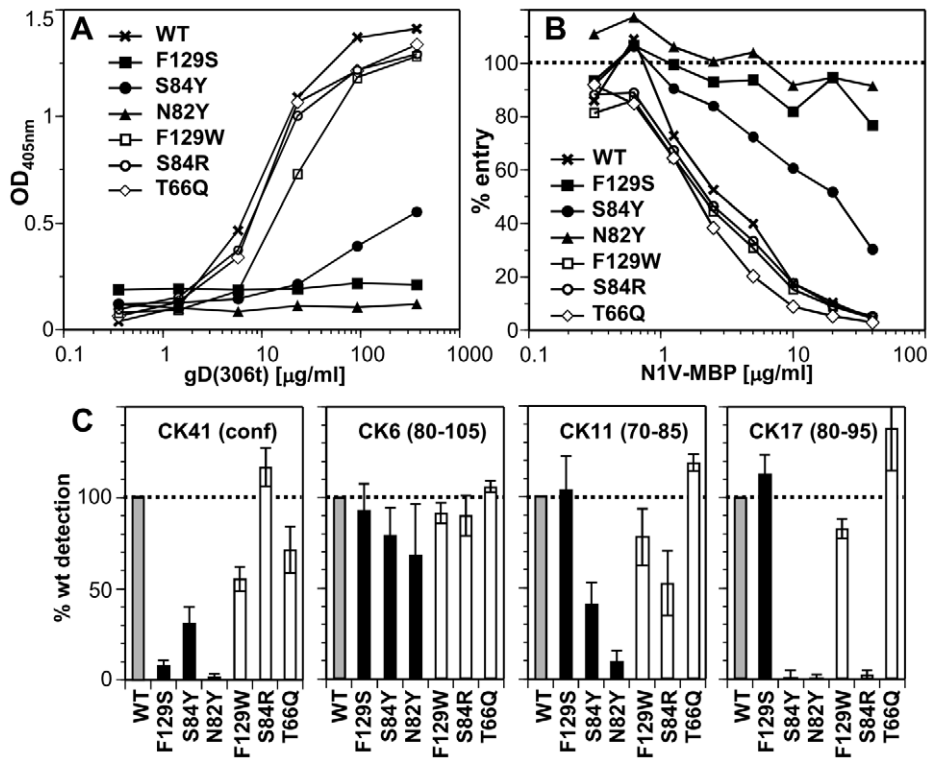 A
1.5
1
0.5
0
OD405nm
WT
F129S
S84Y
N82Y
F129W
S84R
T66Q
0.1 1 10 100 1000
gD(306t) [µg/ml]
B
100
80
60
40
20
0
% entry
WT
F129S
S84Y
N82Y
F129W
S84R
T66Q
0.1 1 10 100
N1V-MBP [µg/ml]
C
% wt detection
100
50
0
CK41 (conf)
WT F129S S84Y N82Y F129W S84R T66Q
CK6 (80-105)
WT F129S S84Y N82Y F129W S84R T66Q
CK11 (70-85)
WT F129S S84Y N82Y F129W S84R T66Q
CK17 (80-95)
WT F129S S84Y N82Y F129W S84R T66Q